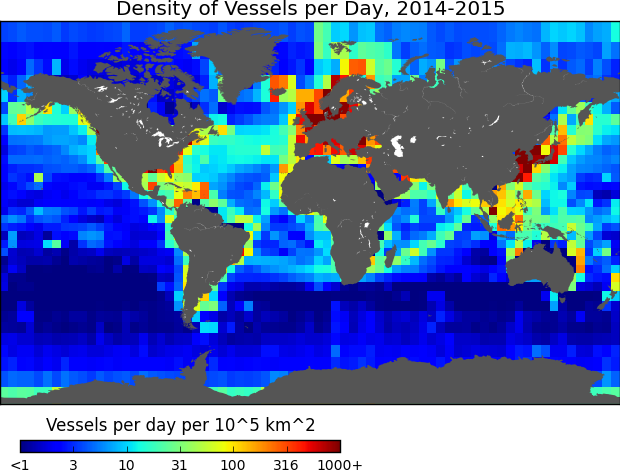 Density of Vessels per Day, 2014-2015
Vessels per day per 10^5 km^2
<1 3 10 31 100 316 1000+